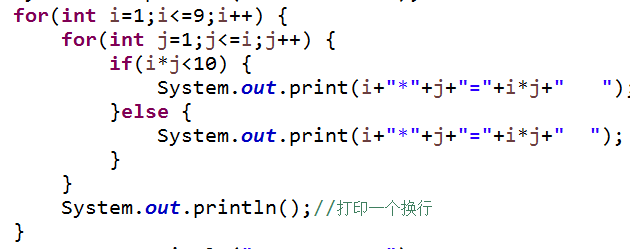 for(int i=1;i<=9;i++) {
    for(int j=1;j<=i;j++) {
        if(i*j<10) {
            System.out.print(i+"*"+j+"="+i*j+"   ");
        }else {
            System.out.print(i+"*"+j+"="+i*j+"  ");
        }
    }
    System.out.println();//打印一个换行
}